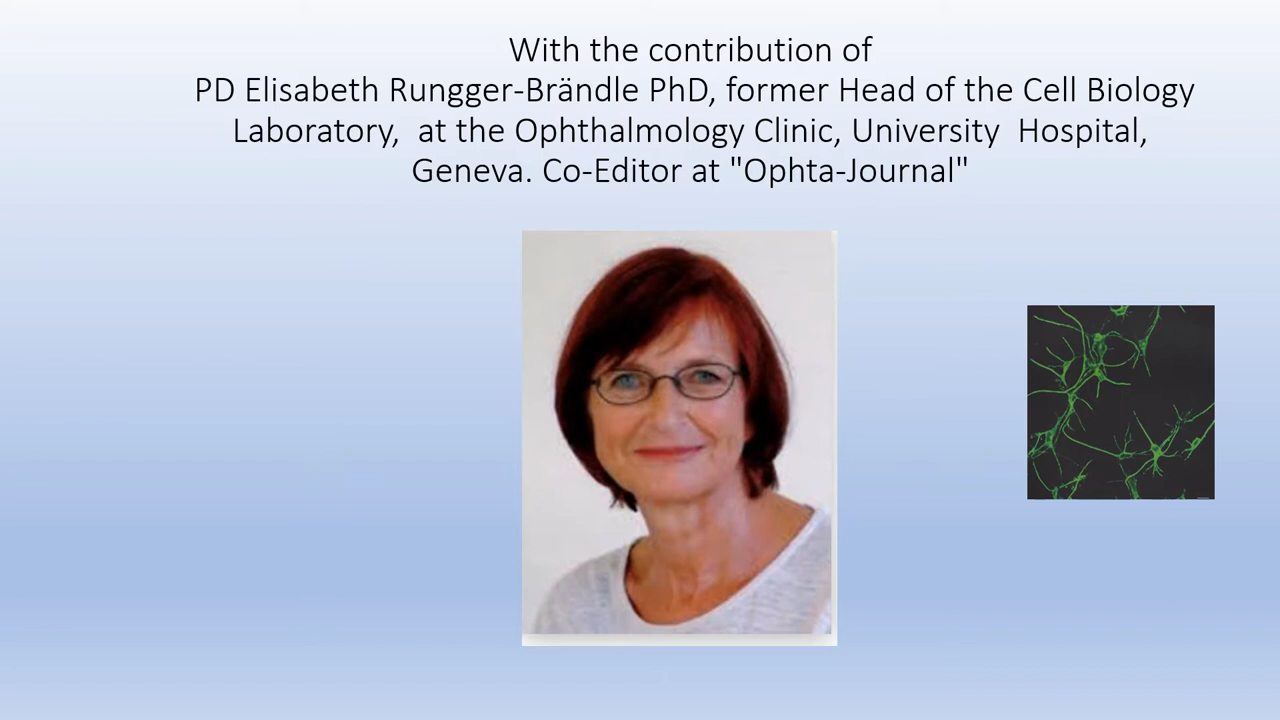 With the contribution of
PD Elisabeth Rungger-Brändle PhD, former Head of the Cell Biology
Laboratory,  at the Ophthalmology Clinic, University  Hospital,
Geneva. Co-Editor at "Ophta-Journal"